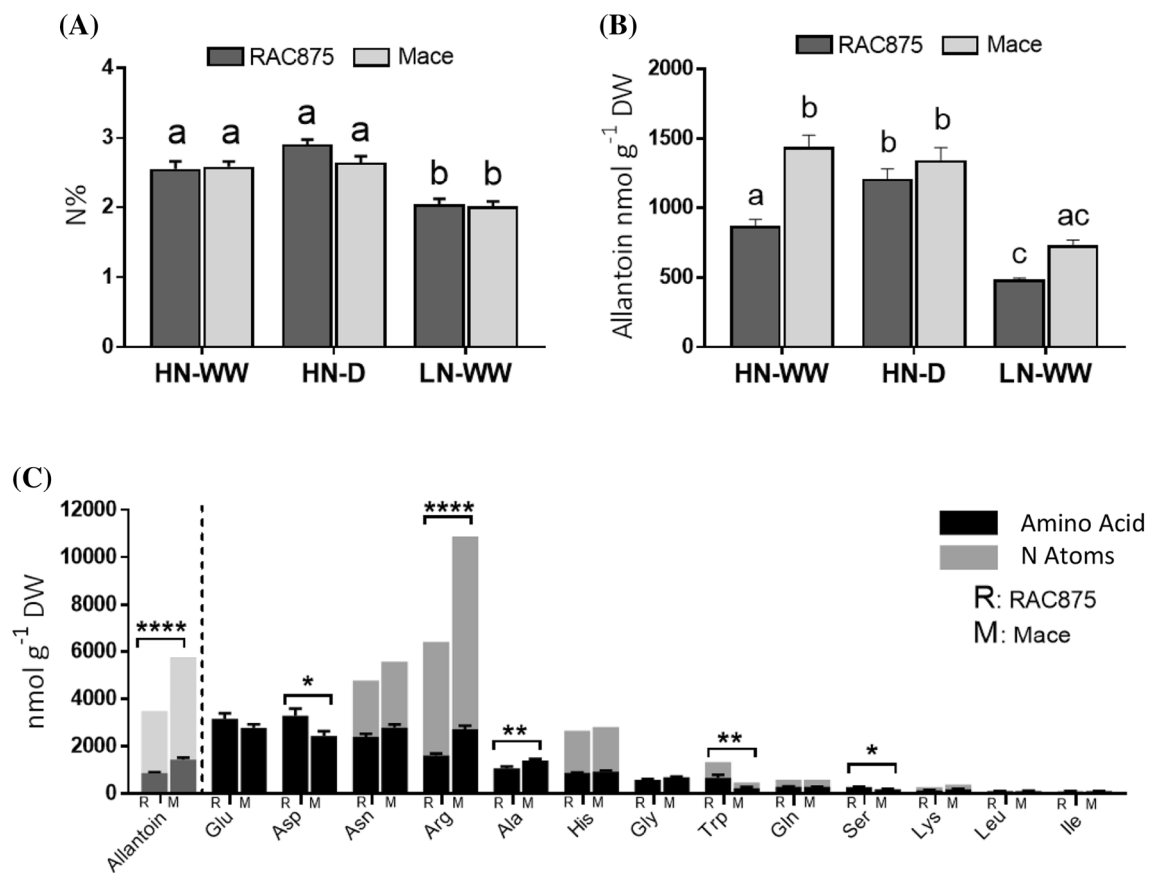 (A)
RAC875 Mace
N%
4
3
2
1
0
a a a a b b
HN-WW HN-D LN-WW
(B)
RAC875 Mace
Allantoin nmol g⁻¹ DW
2000
1500
1000
500
0
a b b b c ac
HN-WW HN-D LN-WW
(C)
nmol g⁻¹ DW
12000
10000
8000
6000
4000
2000
0
**** * **** ** ** *
Amino Acid
N Atoms
R: RAC875
M: Mace
R M R M R M R M R M R M R M R M R M R M R M R M R M R M
Allantoin Glu Asp Asn Arg Ala His Gly Trp Gln Ser Lys Leu Ile